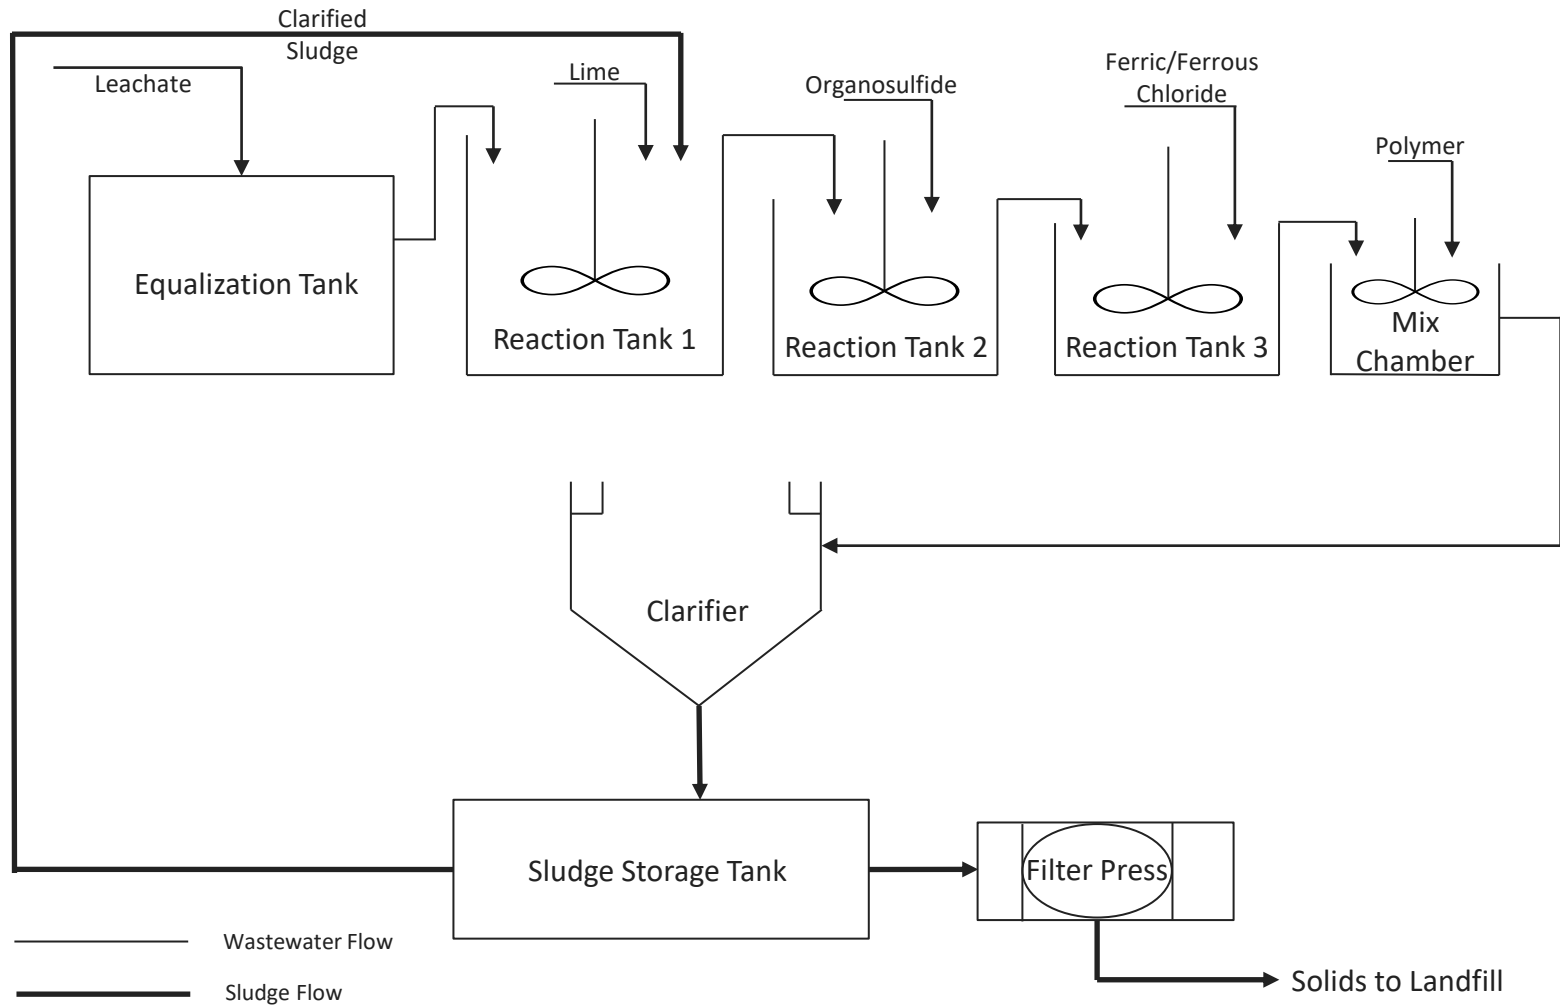 Clarified
Sludge
Leachate
Lime
Organosulfide
Ferric/Ferrous
Chloride
Polymer
Equalization Tank
Reaction Tank 1
Reaction Tank 2
Reaction Tank 3
Mix
Chamber
Clarifier
Sludge Storage Tank
Filter Press
Wastewater Flow
Sludge Flow
Solids to Landfill